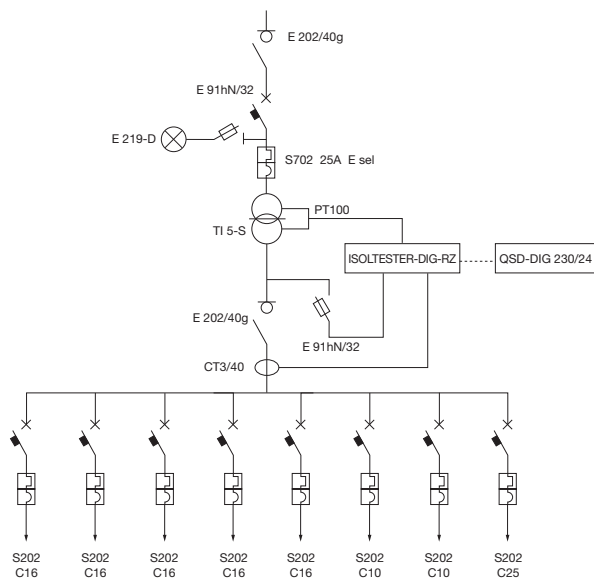 E 202/40g
E 91hN/32
E 219-D
S702 25A E sel
PT100
TI 5-S
ISOLTESTER-DIG-RZ
QSD-DIG 230/24
E 202/40g
E 91hN/32
CT3/40
S202 S202 S202 S202 S202 S202 S202 S202
C16 C16 C16 C16 C16 C10 C10 C25